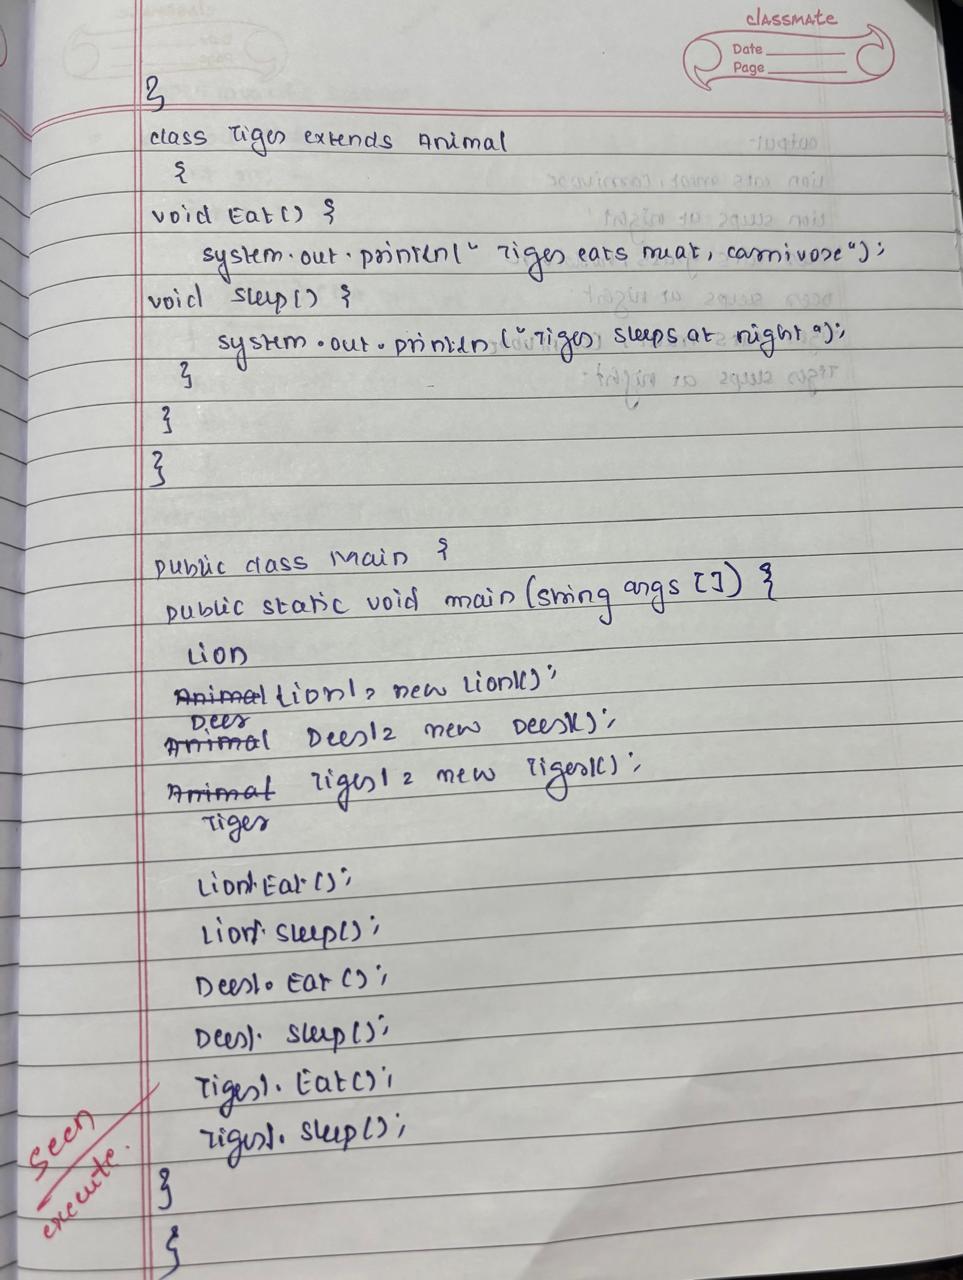 classmate
Date
Page
}
class Tiger extends Animal
{
void Eat() {
system.out.println(" Tiger eats meat, carnivore");
void sleep() {
system.out.println("Tiger sleeps at night");
}
}
}
public class Main {
public static void main(string args []) {
Lion
Animal Lion1 = new Lion1();
Deer
Animal Deer1 = new Deer1();
Animal Tiger1 = new Tiger1();
Tiger
Lion1.Eat();
Lion1.sleep();
Deer1.Eat();
Deer1.sleep();
Tiger1.Eat();
Tiger1.sleep();
Seen
execute.
}
{